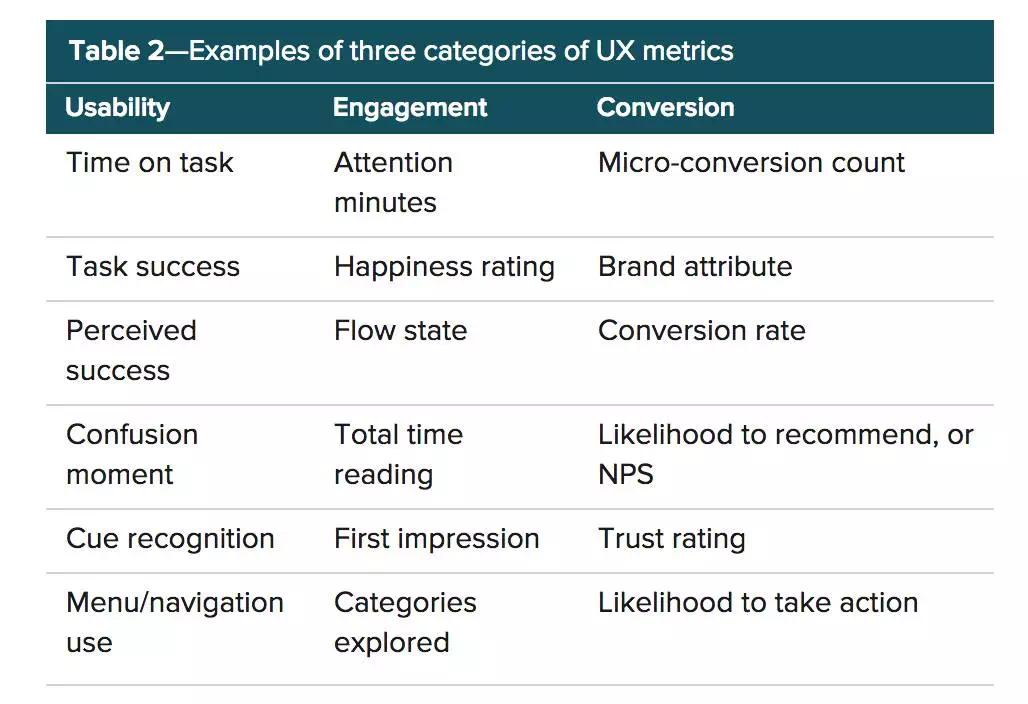 Table 2—Examples of three categories of UX metrics
Usability Engagement Conversion
Time on task Attention minutes Micro-conversion count
Task success Happiness rating Brand attribute
Perceived success Flow state Conversion rate
Confusion moment Total time reading Likelihood to recommend, or NPS
Cue recognition First impression Trust rating
Menu/navigation use Categories explored Likelihood to take action